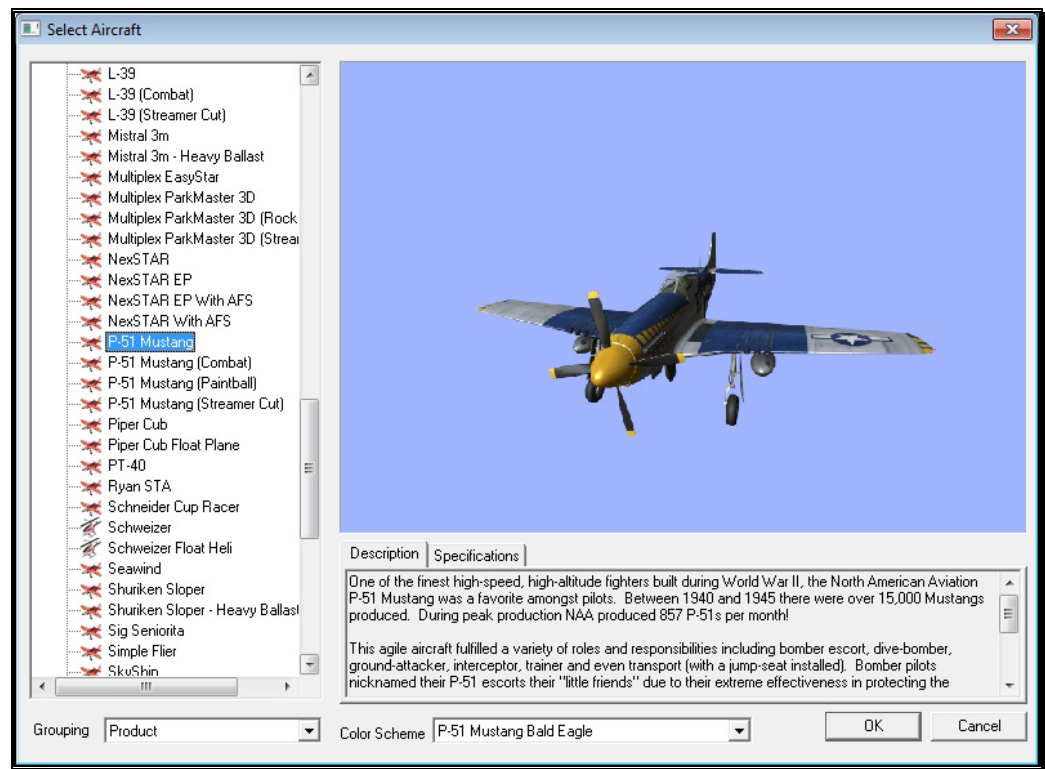 Select Aircraft
L-39
L-39 (Combat)
L-39 (Streamer Cut)
Mistral 3m
Mistral 3m - Heavy Ballast
Multiplex EasyStar
Multiplex ParkMaster 3D
Multiplex ParkMaster 3D (Rock
Multiplex ParkMaster 3D (Strear
NexSTAR
NexSTAR EP
NexSTAR EP With AFS
NexSTAR With AFS
P-51 Mustang
P-51 Mustang (Combat)
P-51 Mustang (Paintball)
P-51 Mustang (Streamer Cut)
Piper Cub
Piper Cub Float Plane
PT-40
Ryan STA
Schneider Cup Racer
Schweizer
Schweizer Float Heli
Seawind
Shuriken Sloper
Shuriken Sloper - Heavy Ballast
Sig Seniorita
Simple Flier
SkyShip
Description Specifications
One of the finest high-speed, high-altitude fighters built during World War II, the North American Aviation
P-51 Mustang was a favorite amongst pilots. Between 1940 and 1945 there were over 15,000 Mustangs
produced. During peak production NAA produced 857 P-51s per month!
This agile aircraft fulfilled a variety of roles and responsibilities including bomber escort, dive-bomber,
ground-attacker, interceptor, trainer and even transport (with a jump-seat installed). Bomber pilots
nicknamed their P-51 escorts their "little friends" due to their extreme effectiveness in protecting the
Grouping Product Color Scheme P-51 Mustang Bald Eagle OK Cancel